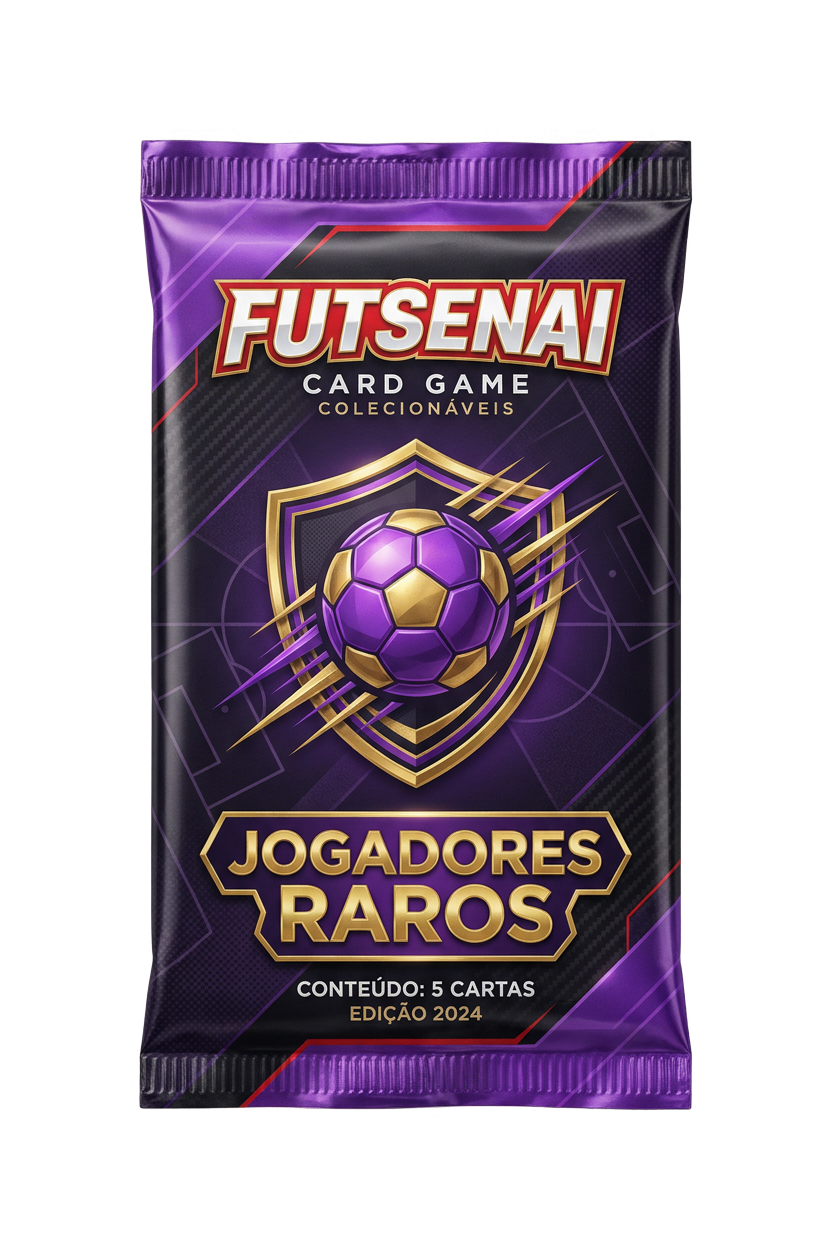 FUTSENAI
CARD GAME
COLECIONÁVEIS
JOGADORES
RAROS
CONTEÚDO: 5 CARTAS
EDIÇÃO 2024